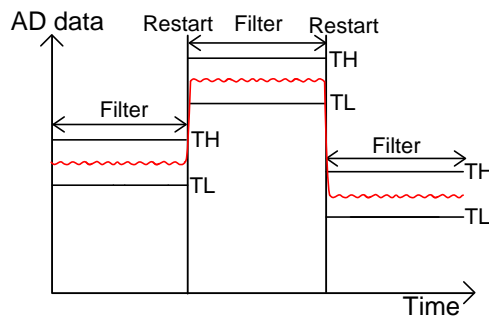 AD data
Restart
Filter
Restart
TH
TL
Filter
TH
TL
Filter
TH
TL
Time